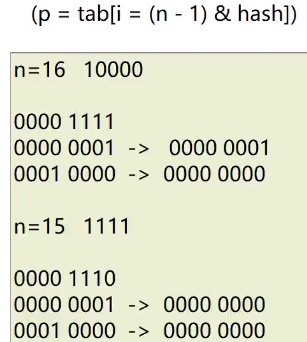 (p = tab[i = (n - 1) & hash])
n=16 10000
0000 1111
0000 0001 -> 0000 0001
0001 0000 -> 0000 0000
n=15 1111
0000 1110
0000 0001 -> 0000 0000
0001 0000 -> 0000 0000